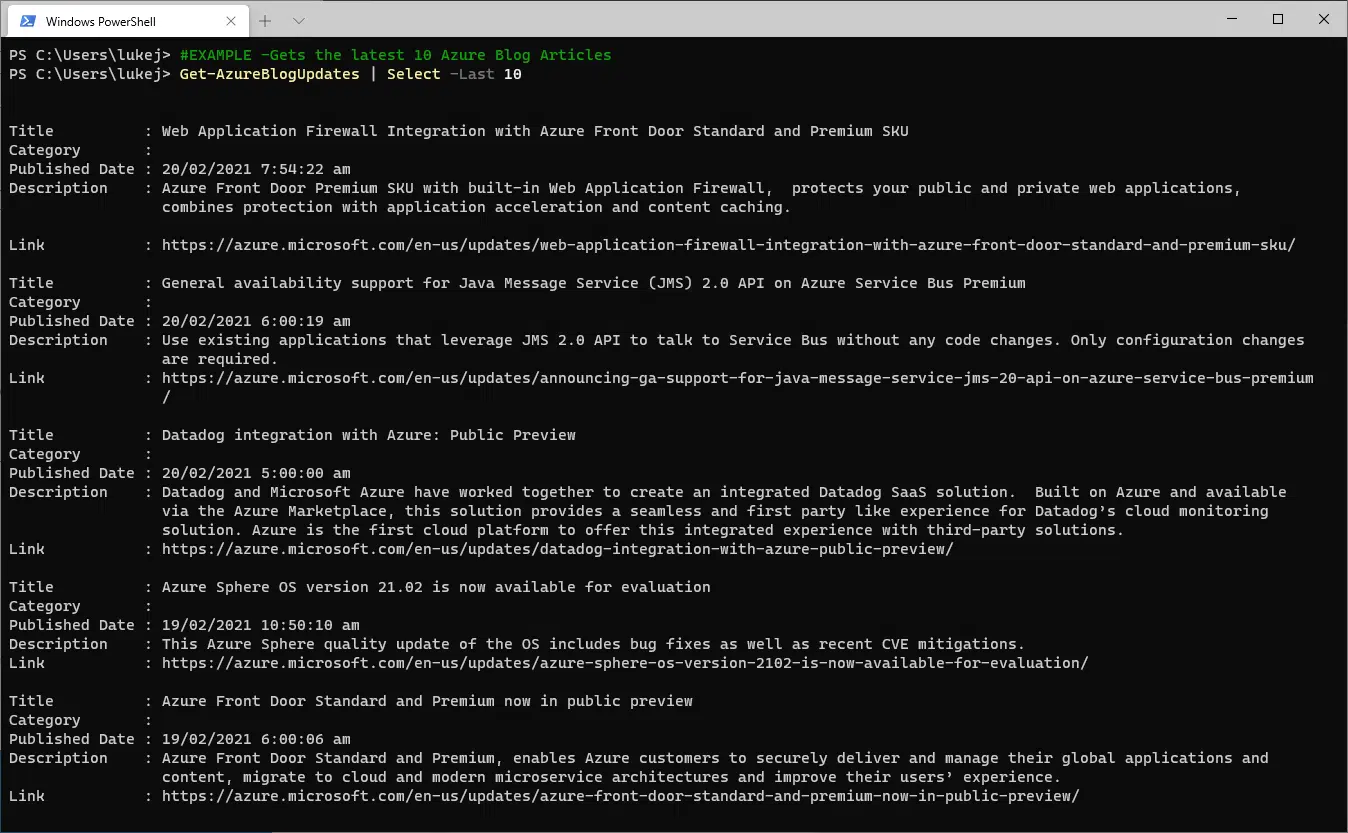 Windows PowerShell
PS C:\Users\lukej> #EXAMPLE -Gets the latest 10 Azure Blog Articles
PS C:\Users\lukej> Get-AzureBlogUpdates | Select -Last 10
Title          : Web Application Firewall Integration with Azure Front Door Standard and Premium SKU
Category       :
Published Date : 20/02/2021 7:54:22 am
Description    : Azure Front Door Premium SKU with built-in Web Application Firewall,  protects your public and private web applications,
                 combines protection with application acceleration and content caching.
Link           : https://azure.microsoft.com/en-us/updates/web-application-firewall-integration-with-azure-front-door-standard-and-premium-sku/
Title          : General availability support for Java Message Service (JMS) 2.0 API on Azure Service Bus Premium
Category       :
Published Date : 20/02/2021 6:00:19 am
Description    : Use existing applications that leverage JMS 2.0 API to talk to Service Bus without any code changes. Only configuration changes
                 are required.
Link           : https://azure.microsoft.com/en-us/updates/announcing-ga-support-for-java-message-service-jms-20-api-on-azure-service-bus-premium
                 /
Title          : Datadog integration with Azure: Public Preview
Category       :
Published Date : 20/02/2021 5:00:00 am
Description    : Datadog and Microsoft Azure have worked together to create an integrated Datadog SaaS solution.  Built on Azure and available
                 via the Azure Marketplace, this solution provides a seamless and first party like experience for Datadog’s cloud monitoring
                 solution. Azure is the first cloud platform to offer this integrated experience with third-party solutions.
Link           : https://azure.microsoft.com/en-us/updates/datadog-integration-with-azure-public-preview/
Title          : Azure Sphere OS version 21.02 is now available for evaluation
Category       :
Published Date : 19/02/2021 10:50:10 am
Description    : This Azure Sphere quality update of the OS includes bug fixes as well as recent CVE mitigations.
Link           : https://azure.microsoft.com/en-us/updates/azure-sphere-os-version-2102-is-now-available-for-evaluation/
Title          : Azure Front Door Standard and Premium now in public preview
Category       :
Published Date : 19/02/2021 6:00:06 am
Description    : Azure Front Door Standard and Premium, enables Azure customers to securely deliver and manage their global applications and
                 content, migrate to cloud and modern microservice architectures and improve their users’ experience.
Link           : https://azure.microsoft.com/en-us/updates/azure-front-door-standard-and-premium-now-in-public-preview/